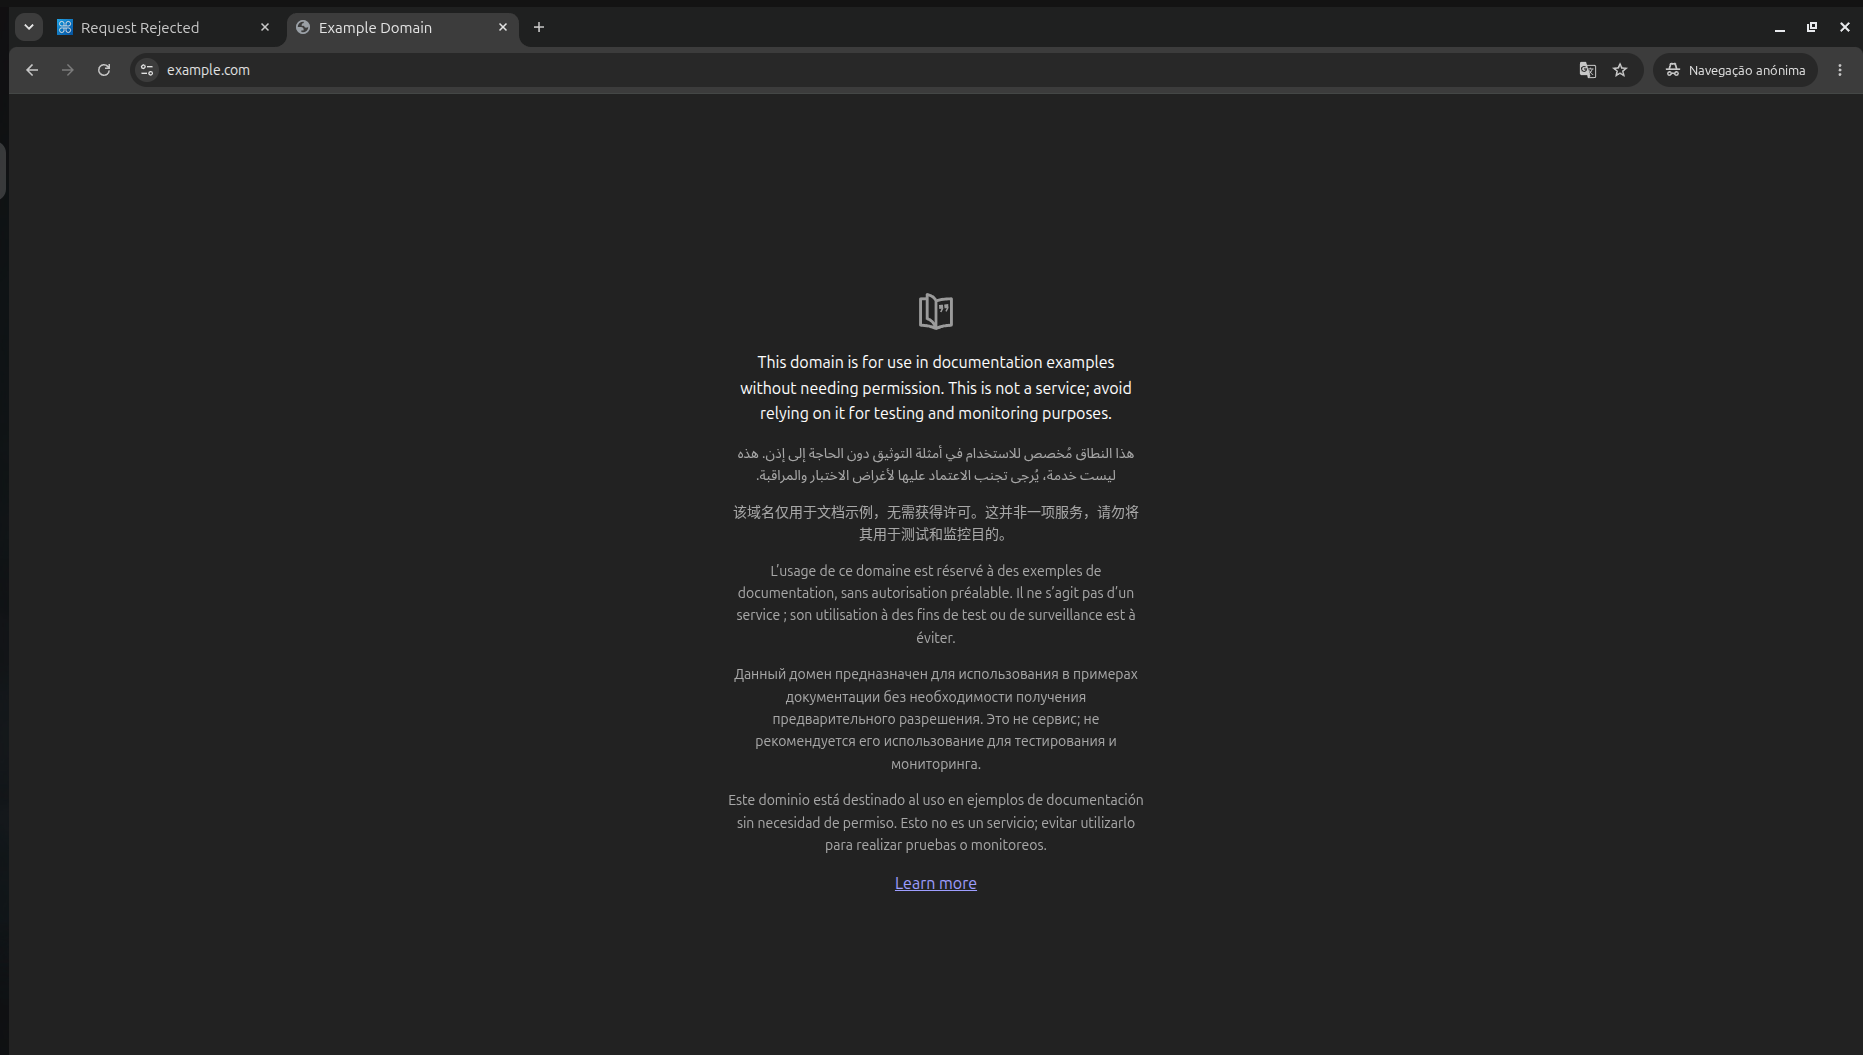 Request Rejected
Example Domain
example.com
Navegação anónima
This domain is for use in documentation examples
without needing permission. This is not a service; avoid
relying on it for testing and monitoring purposes.
هذا النطاق مُخصص للاستخدام في أمثلة التوثيق دون الحاجة إلى إذن. هذه
ليست خدمة، يُرجى تجنب الاعتماد عليها لأغراض الاختبار والمراقبة.
该域名仅用于文档示例，无需获得许可。这并非一项服务，请勿将
其用于测试和监控目的。
L’usage de ce domaine est réservé à des exemples de
documentation, sans autorisation préalable. Il ne s’agit pas d’un
service ; son utilisation à des fins de test ou de surveillance est à
éviter.
Данный домен предназначен для использования в примерах
документации без необходимости получения
предварительного разрешения. Это не сервис; не
рекомендуется его использование для тестирования и
мониторинга.
Este dominio está destinado al uso en ejemplos de documentación
sin necesidad de permiso. Esto no es un servicio; evitar utilizarlo
para realizar pruebas o monitoreos.
Learn more